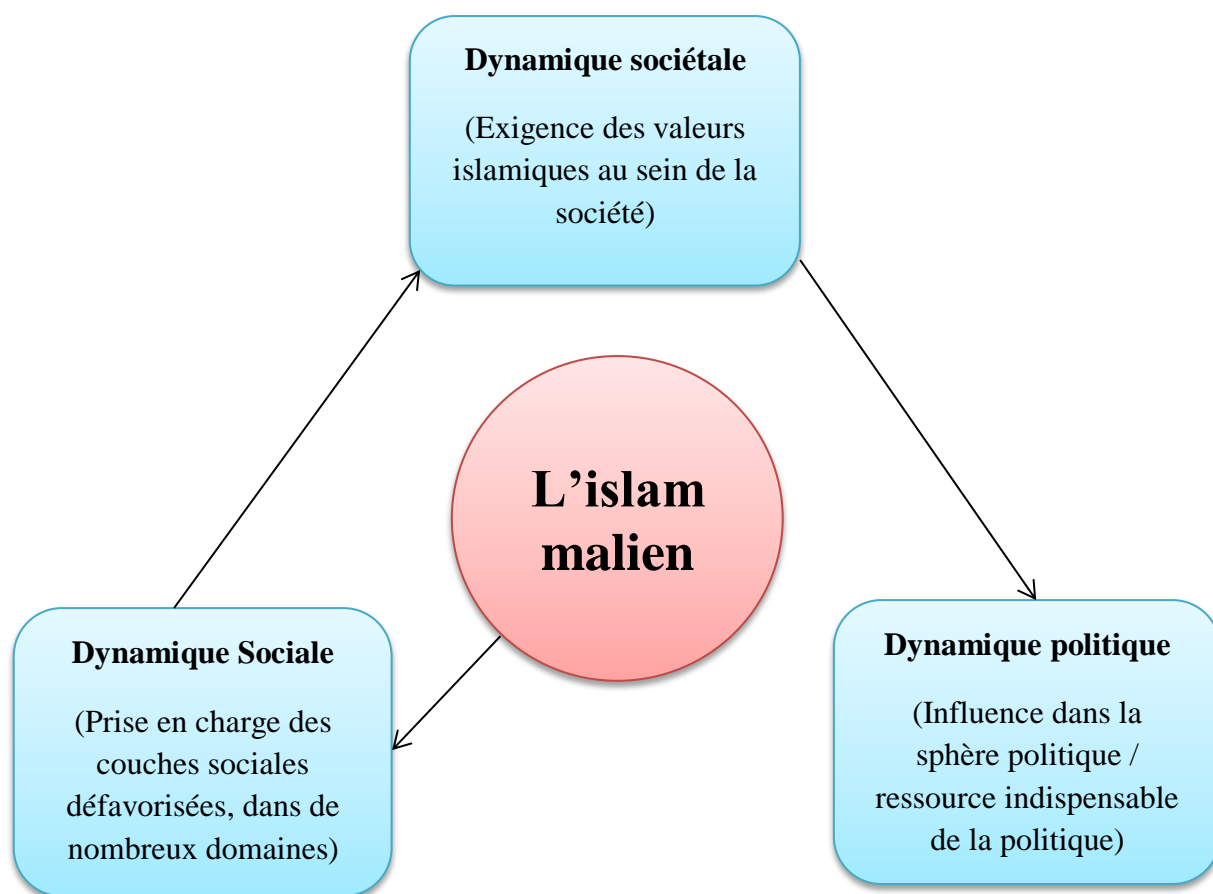 Dynamique sociétale
(Exigence des valeurs
islamiques au sein de la
société)
L’islam
malien
Dynamique Sociale
(Prise en charge des
couches sociales
défavorisées, dans de
nombreux domaines)
Dynamique politique
(Influence dans la
sphère politique /
ressource indispensable
de la politique)